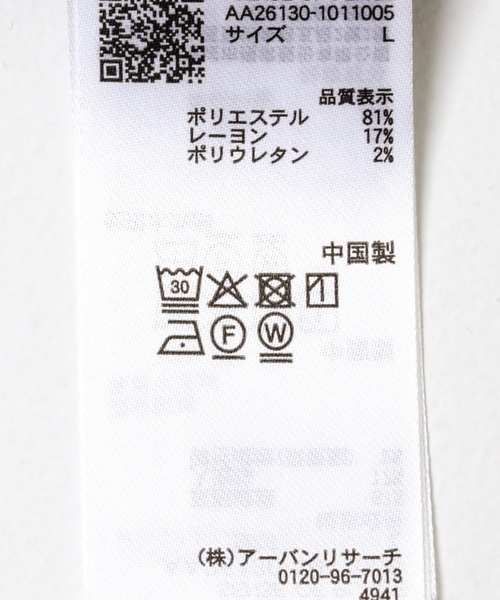 AA26130-1011005
サイズ L
品質表示
ポリエステル 81%
レーヨン 17%
ポリウレタン 2%
中国製
30
F W
(株)アーバンリサーチ
0120-96-7013
4941